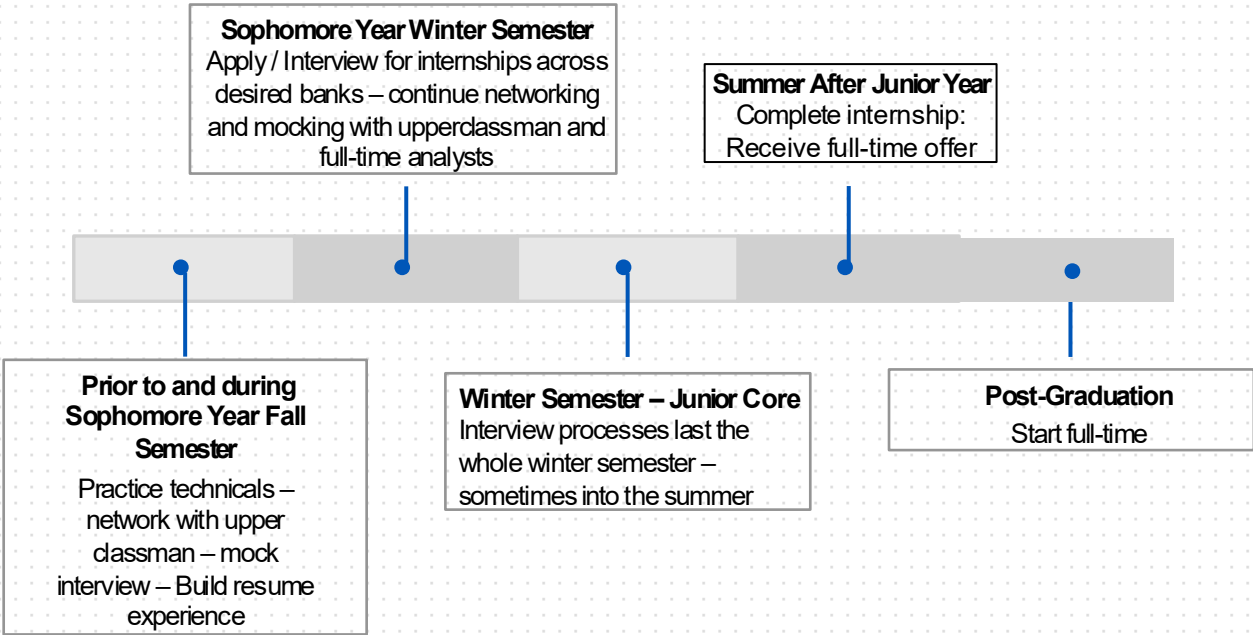 Sophomore Year Winter Semester
Apply / Interview for internships across
desired banks – continue networking
and mocking with upperclassman and
full-time analysts
Summer After Junior Year
Complete internship:
Receive full-time offer
Prior to and during
Sophomore Year Fall
Semester
Practice technicals –
network with upper
classman – mock
interview – Build resume
experience
Winter Semester – Junior Core
Interview processes last the
whole winter semester –
sometimes into the summer
Post-Graduation
Start full-time